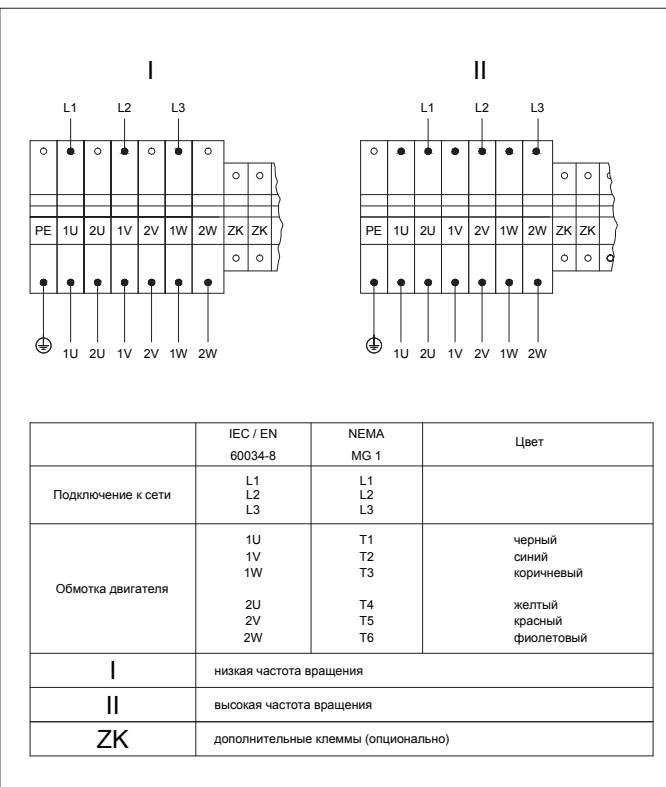 I II
L1 L2 L3 L1 L2 L3
PE 1U 2U 1V 2V 1W 2W ZK ZK PE 1U 2U 1V 2V 1W 2W ZK ZK
1U 2U 1V 2V 1W 2W 1U 2U 1V 2V 1W 2W
IEC / EN NEMA Цвет
60034-8 MG 1
Подключение к сети
L1 L1
L2 L2
L3 L3
Обмотка двигателя
1U T1 черный
1V T2 синий
1W T3 коричневый
2U T4 желтый
2V T5 красный
2W T6 фиолетовый
I низкая частота вращения
II высокая частота вращения
ZK дополнительные клеммы (опционально)